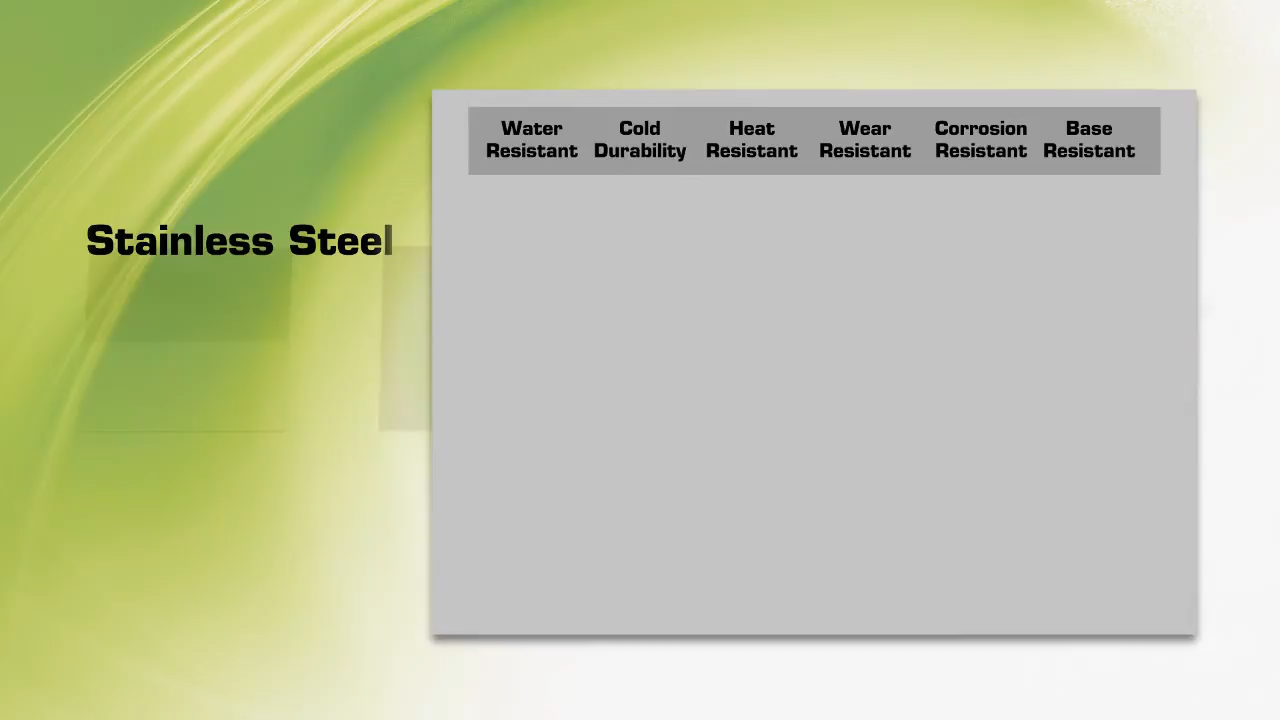 Water Resistant
Cold Durability
Heat Resistant
Wear Resistant
Corrosion Resistant
Base Resistant
Stainless Steel